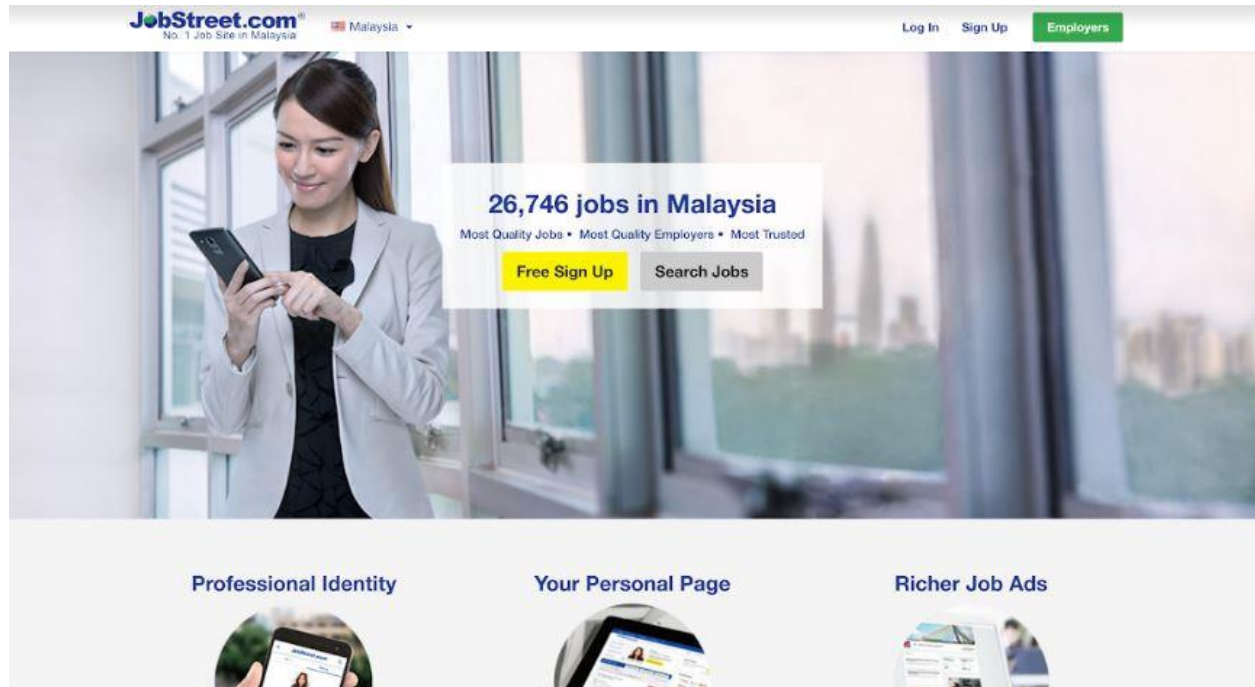 JobStreet.com®
No. 1 Job Site in Malaysia
Malaysia
Log In
Sign Up
Employers
26,746 jobs in Malaysia
Most Quality Jobs • Most Quality Employers • Most Trusted
Free Sign Up
Search Jobs
Professional Identity
Your Personal Page
Richer Job Ads
JobStreet.com